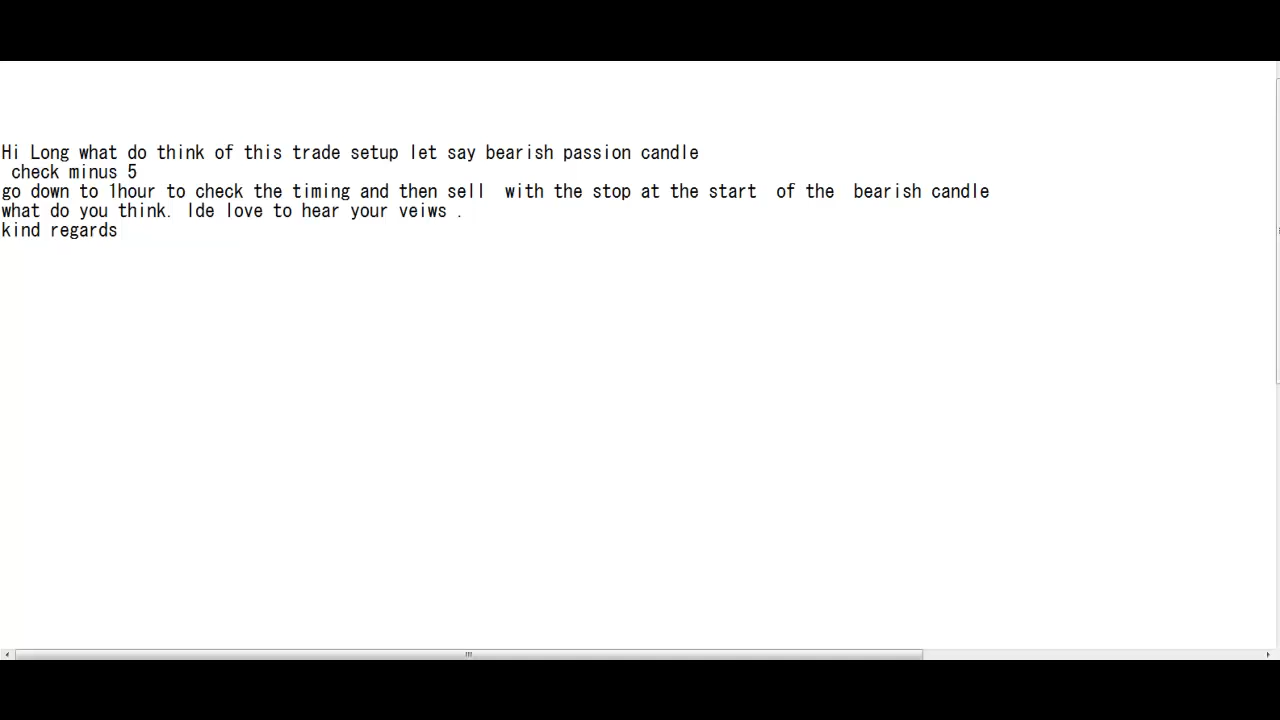 Hi Long what do think of this trade setup let say bearish passion candle
check minus 5
go down to 1hour to check the timing and then sell with the stop at the start of the bearish candle
what do you think. Ide love to hear your veiws .
kind regards